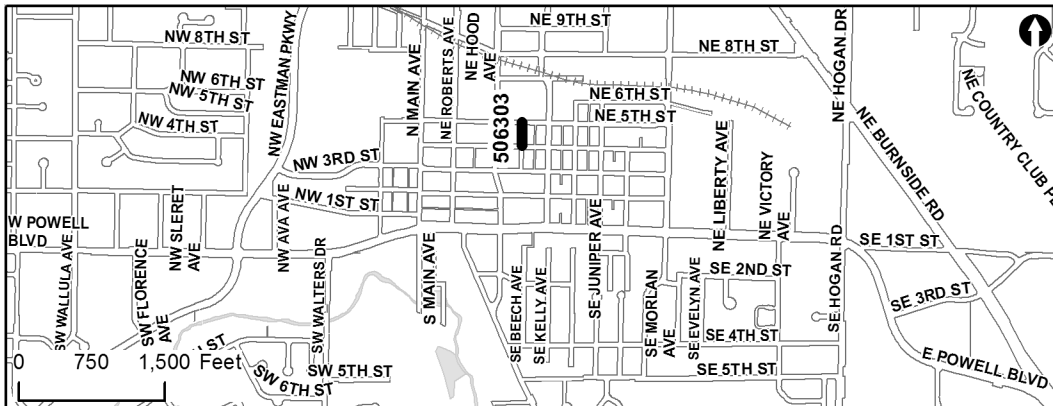 NE 9TH ST
NW 8TH ST
NE 8TH ST
NW EASTMAN PKWY
N MAIN AVE
NE ROBERTS AVE
NE HOOD
AVE
NE HOGAN DR
NW 6TH ST
NW 5TH ST
NW 4TH ST
NE 6TH ST
NE 5TH ST
506303
NE COUNTRY CLUB
NE BURNSIDE RD
NW 3RD ST
NW 1ST ST
NE LIBERTY AVE
NE VICTORY
AVE
W POWELL
BLVD
NW SLERET
AVE
NW AVA AVE
SE 1ST ST
SW WALLULA AVE
SW FLORENCE
AVE
SW WALTERS DR
S MAIN AVE
SE BEECH AVE
SE KELLY AVE
SE JUNIPER AVE
SE MORLAN
AVE
SE EVELYN AVE
SE 2ND ST
SE HOGAN RD
SE 3RD ST
SE 4TH ST
SE 5TH ST
E POWELL BLVD
ST
SW 5TH ST
SW 6TH ST
0 750 1,500 Feet